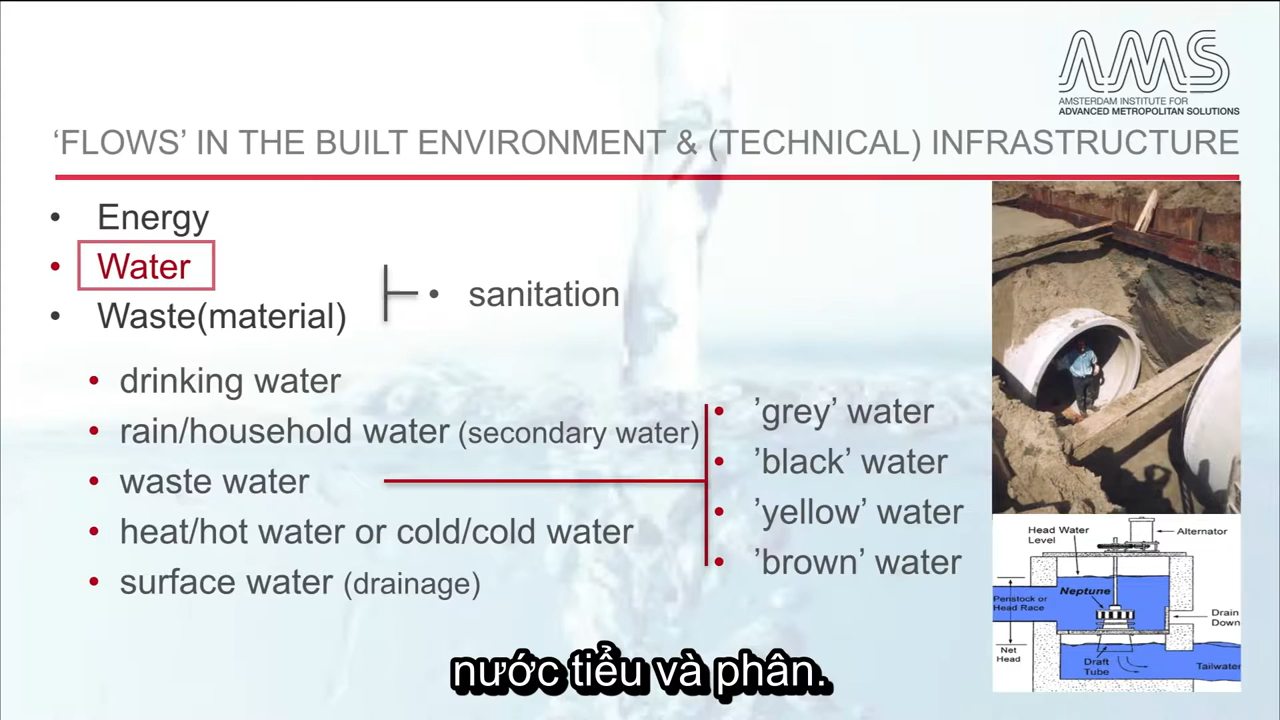 AMS
AMSTERDAM INSTITUTE FOR
ADVANCED METROPOLITAN SOLUTIONS
‘FLOWS’ IN THE BUILT ENVIRONMENT & (TECHNICAL) INFRASTRUCTURE
• Energy
• Water
• Waste(material)
• sanitation
• drinking water
• rain/household water (secondary water)
• waste water
• heat/hot water or cold/cold water
• surface water (drainage)
• ’grey’ water
• ’black’ water
• ’yellow’ water
• ’brown’ water
Head Water
Level
Alternator
Neptune
Penstock or
Head Race
Drain
Down
Net
Head
Draft
Tube
Tailwater
nước tiểu và phân.